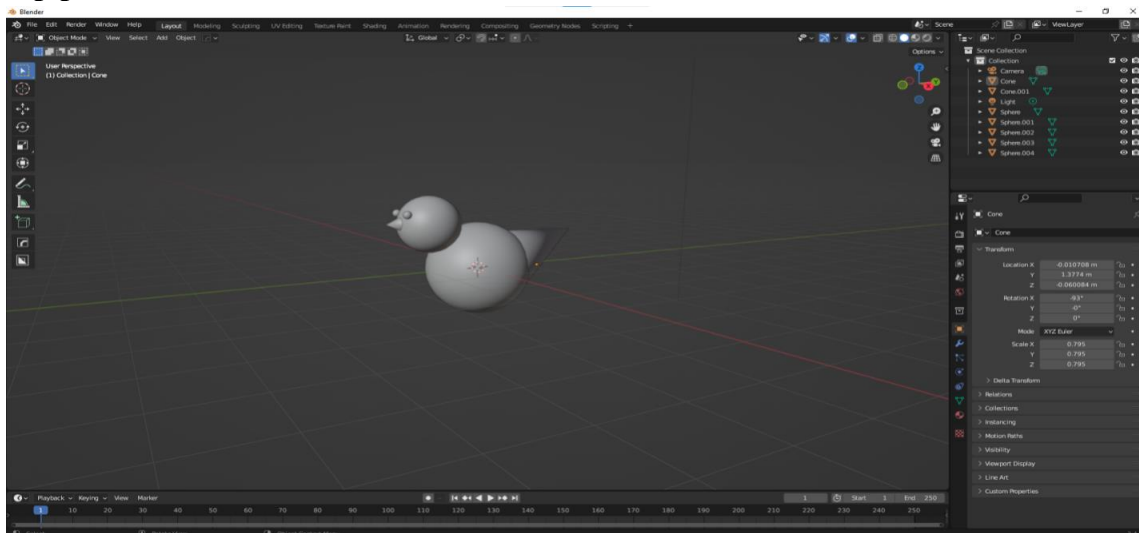 Blender
File Edit Render Window Help Layout Modeling Sculpting UV Editing Texture Paint Shading Animation Rendering Compositing Geometry Nodes Scripting + Scene ViewLayer
Object Mode View Select Add Object Global
Options
User Perspective
(1) Collection | Cone
Z
Scene Collection
Collection
Camera
Cone
Cone.001
Light
Sphere
Sphere.001
Sphere.002
Sphere.003
Sphere.004
Cone
Cone
Transform
Location X -0.010708 m
Y 1.3774 m
Z -0.060084 m
Rotation X -93°
Y -0°
Z 0°
Mode XYZ Euler
Scale X 0.795
Y 0.795
Z 0.795
Delta Transform
Relations
Collections
Instancing
Motion Paths
Visibility
Viewport Display
Line Art
Custom Properties
Playback Keying View Marker 1 Start 1 End 250
1 10 20 30 40 50 60 70 80 90 100 110 120 130 140 150 160 170 180 190 200 210 220 230 240 250